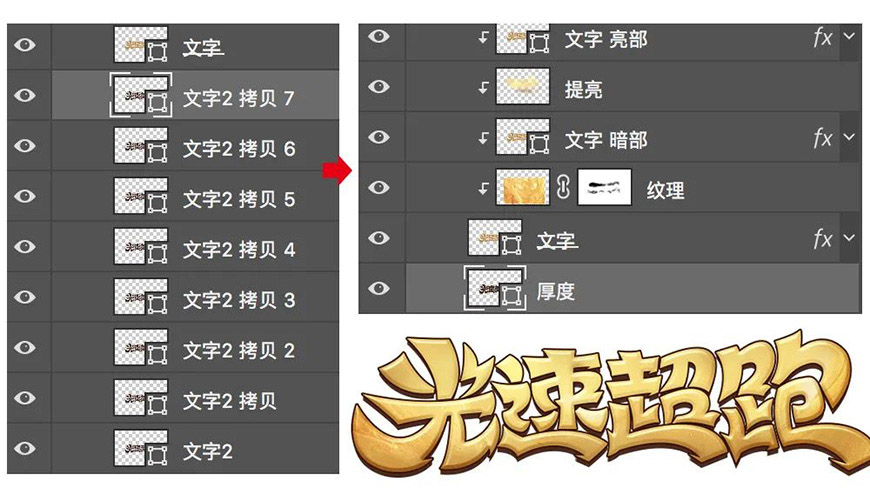 文字
文字2 拷贝 7
文字2 拷贝 6
文字2 拷贝 5
文字2 拷贝 4
文字2 拷贝 3
文字2 拷贝 2
文字2 拷贝
文字2
文字 亮部 fx
提亮
文字 暗部 fx
纹理
文字 fx
厚度
光速超跑